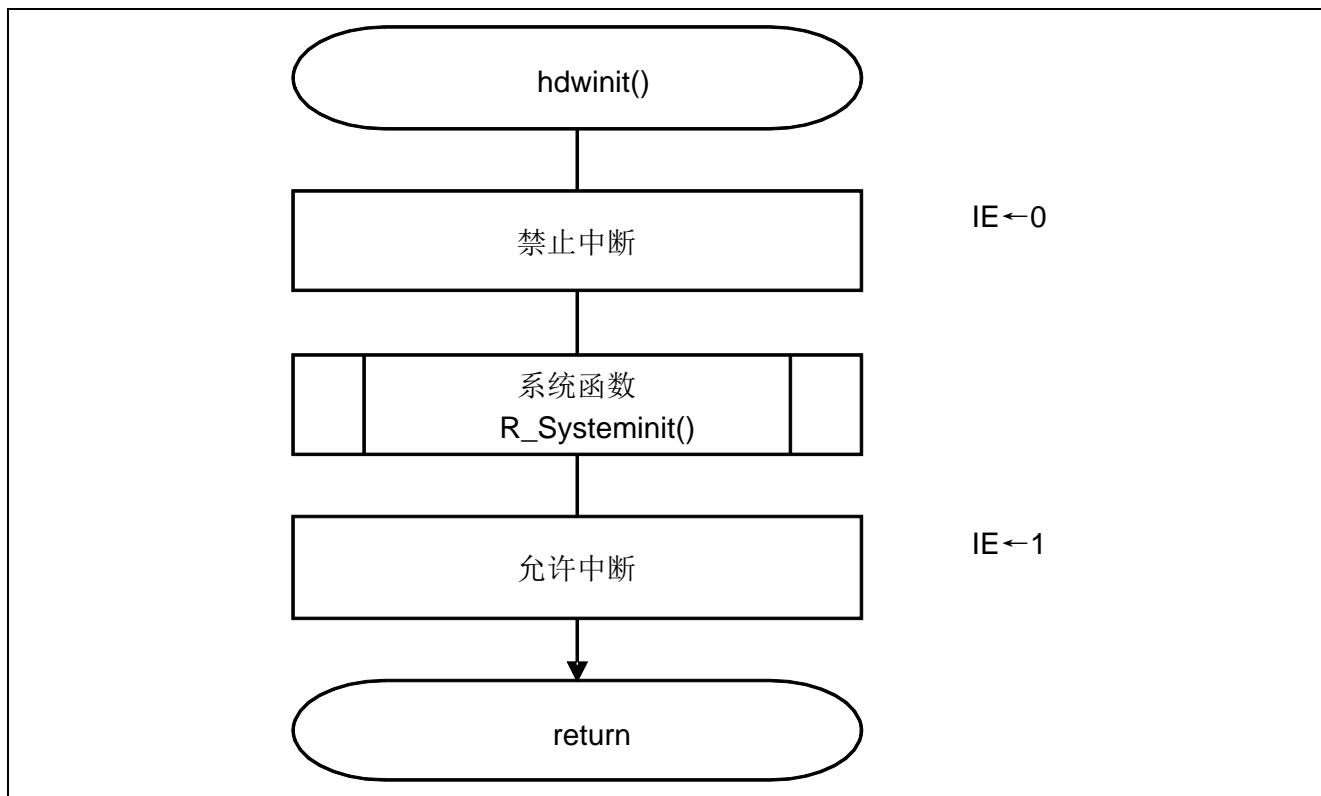 hdwinit()
禁止中断
IE←0
系统函数
R_Systeminit()
允许中断
IE←1
return